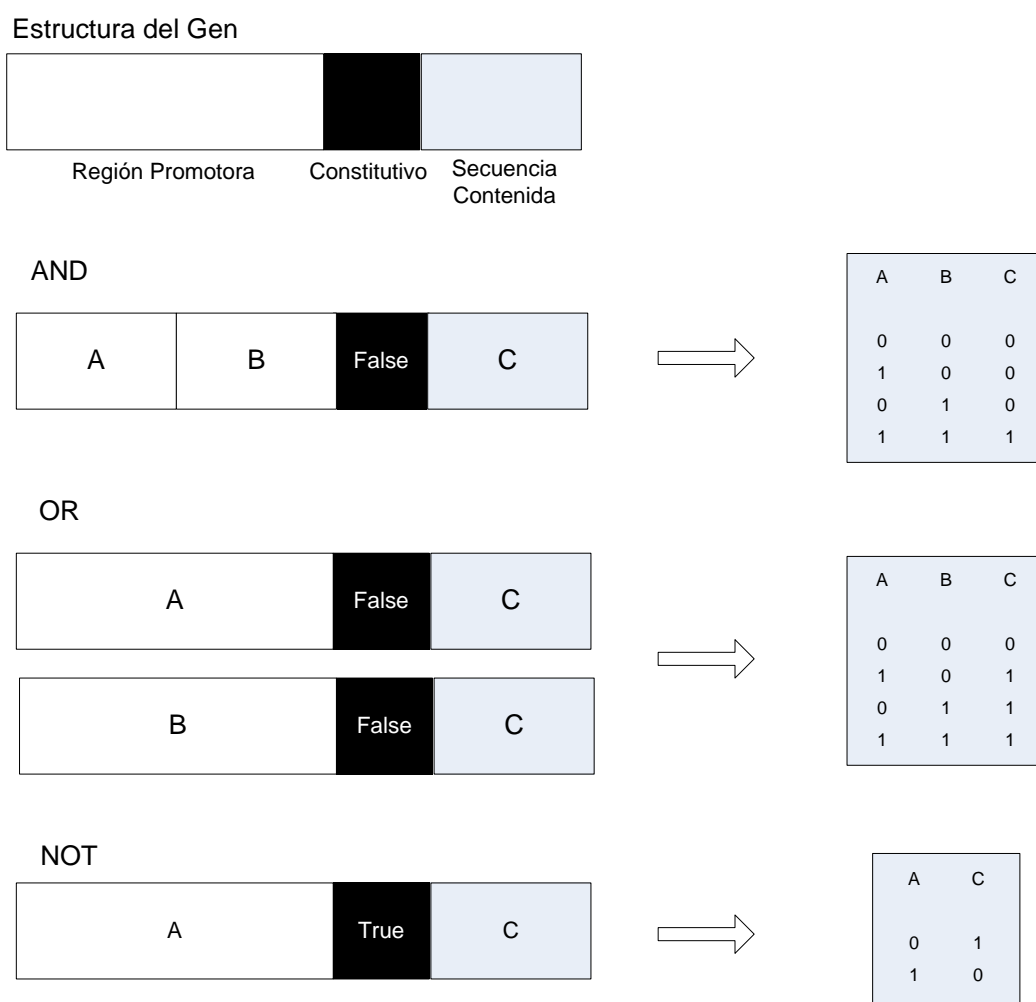 Estructura del Gen
Región Promotora
Constitutivo
Secuencia
Contenida
AND
A B False C
A B C
0 0 0
1 0 0
0 1 0
1 1 1
OR
A False C
B False C
A B C
0 0 0
1 0 1
0 1 1
1 1 1
NOT
A True C
A C
0 1
1 0